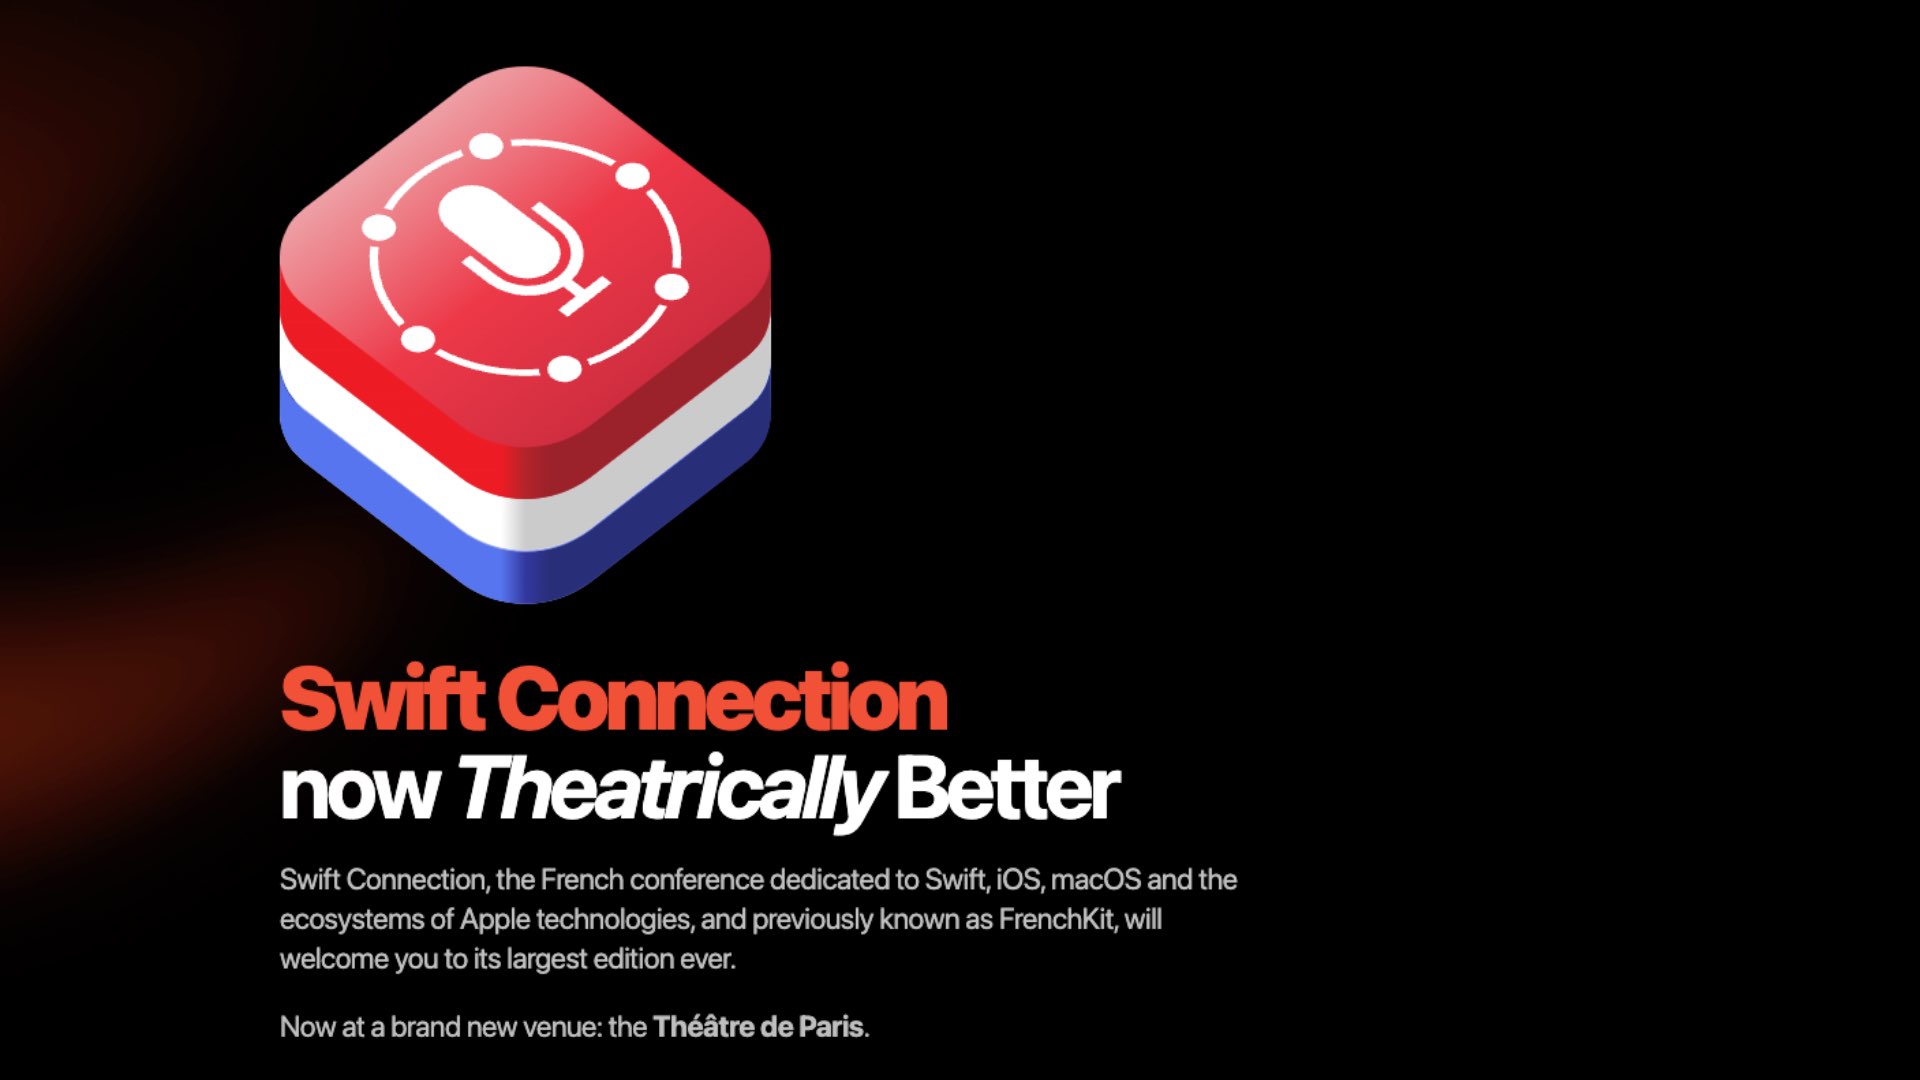 Swift Connection
now Theatrically Better
Swift Connection, the French conference dedicated to Swift, iOS, macOS and the
ecosystems of Apple technologies, and previously known as FrenchKit, will
welcome you to its largest edition ever.
Now at a brand new venue: the Théâtre de Paris.